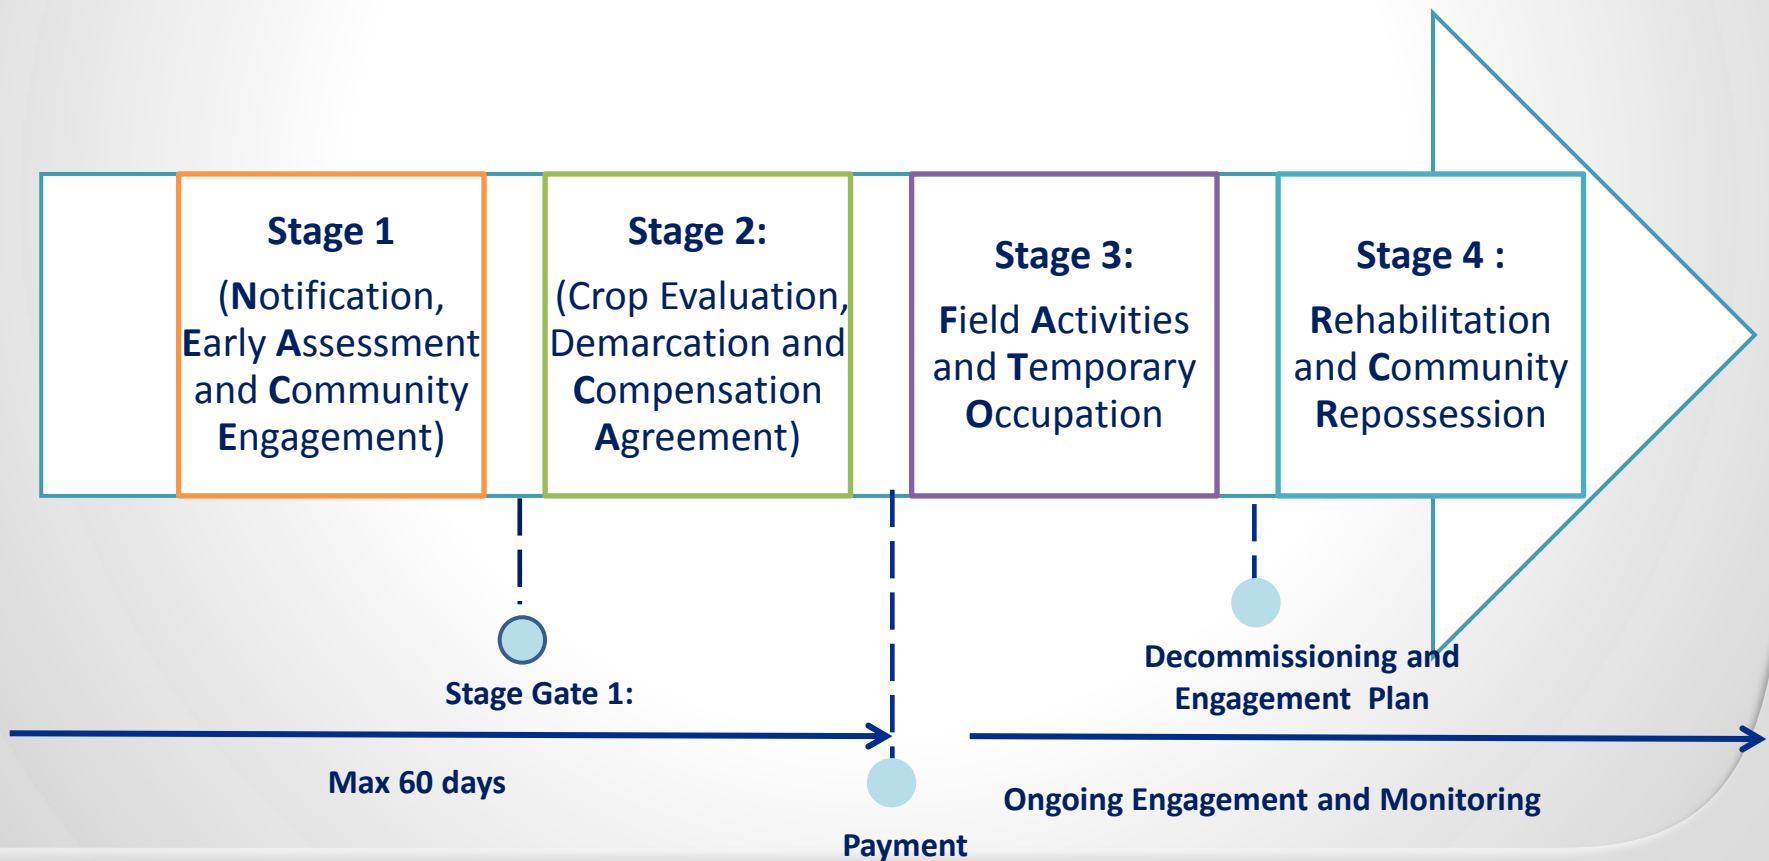 Stage 1
(Notification,
Early Assessment
and Community
Engagement)
Stage 2:
(Crop Evaluation,
Demarcation and
Compensation
Agreement)
Stage 3:
Field Activities
and Temporary
Occupation
Stage 4 :
Rehabilitation
and Community
Repossession
Stage Gate 1:
Decommissioning and
Engagement Plan
Max 60 days
Ongoing Engagement and Monitoring
Payment